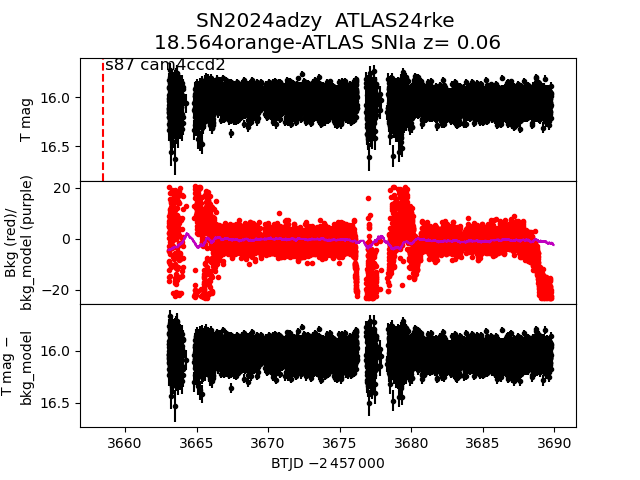 SN2024adzy ATLAS24rke
18.564orange-ATLAS SNIa z= 0.06
s87 cam4ccd2
T mag
16.0
16.5
Bkg (red)/
bkg_model (purple)
20
0
−20
T mag −
bkg_model
16.0
16.5
3660 3665 3670 3675 3680 3685 3690
BTJD −2 457 000